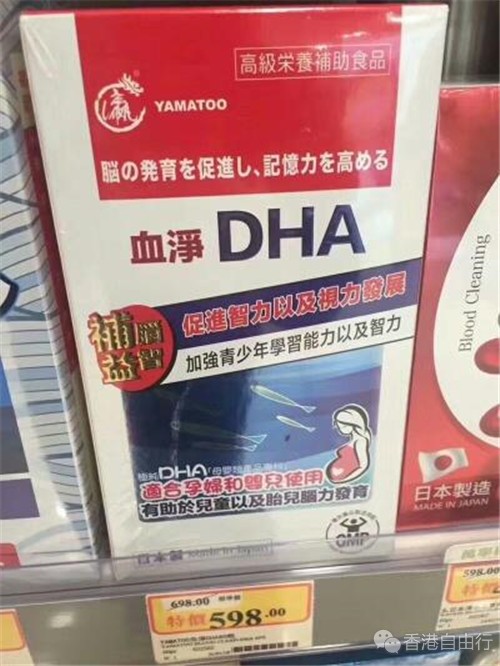 高級栄養補助食品
YAMATOO
脳の発育を促進し、記憶力を高める
血淨 DHA
促進智力以及視力發展
補腦
益智
加強青少年學習能力以及智力
DHA
適合孕婦和嬰兒使用
有助於兒童以及胎兒腦力發育
日本製 Made in Japan
GMP
Blood Cleaning
日本製造
MADE IN JAPAN
698.00
特價 598.00
598.00
特價
香港自由行